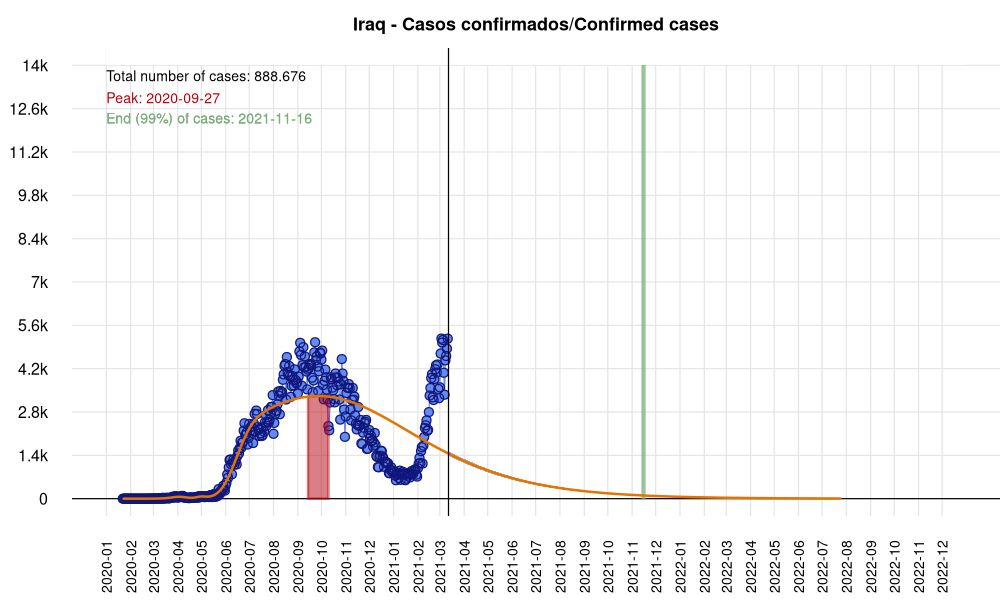 Iraq - Casos confirmados/Confirmed cases
14k
12.6k
11.2k
9.8k
8.4k
7k
5.6k
4.2k
2.8k
1.4k
0
Total number of cases: 888.676
Peak: 2020-09-27
End (99%) of cases: 2021-11-16
2020-01
2020-02
2020-03
2020-04
2020-05
2020-06
2020-07
2020-08
2020-09
2020-10
2020-11
2020-12
2021-01
2021-02
2021-03
2021-04
2021-05
2021-06
2021-07
2021-08
2021-09
2021-10
2021-11
2021-12
2022-01
2022-02
2022-03
2022-04
2022-05
2022-06
2022-07
2022-08
2022-09
2022-10
2022-11
2022-12